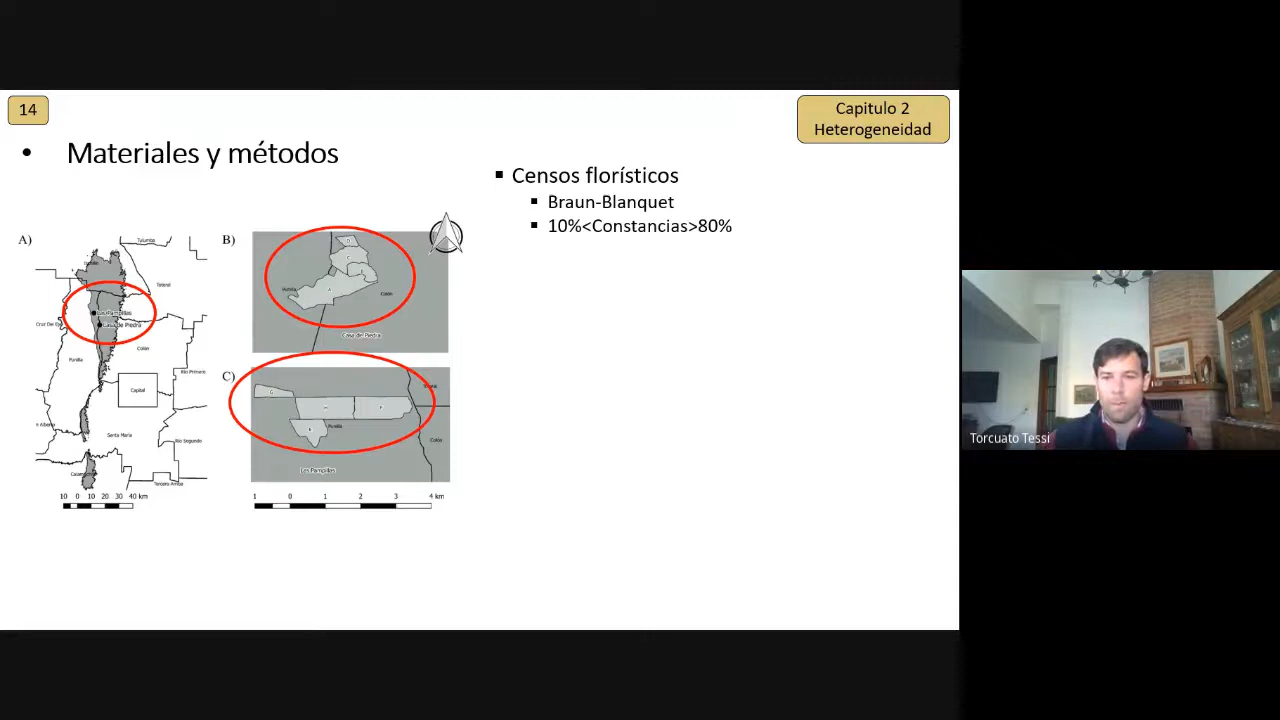 14
Capitulo 2
Heterogeneidad
• Materiales y métodos
▪ Censos florísticos
▪ Braun-Blanquet
▪ 10%<Constancias>80%
A)
Tulumba
Totoral
Las Pampillas
Casa de Piedra
Cruz Del Eje
Colón
Punilla
Río Primero
Capital
Santa María
Río Segundo
Tercero Arriba
10 0 10 20 30 40 km
B)
Punilla
Colón
Casa de Piedra
C)
G
H
F
Punilla
Colón
Las Pampillas
1 0 1 2 3 4 km
Torcuato Tessi